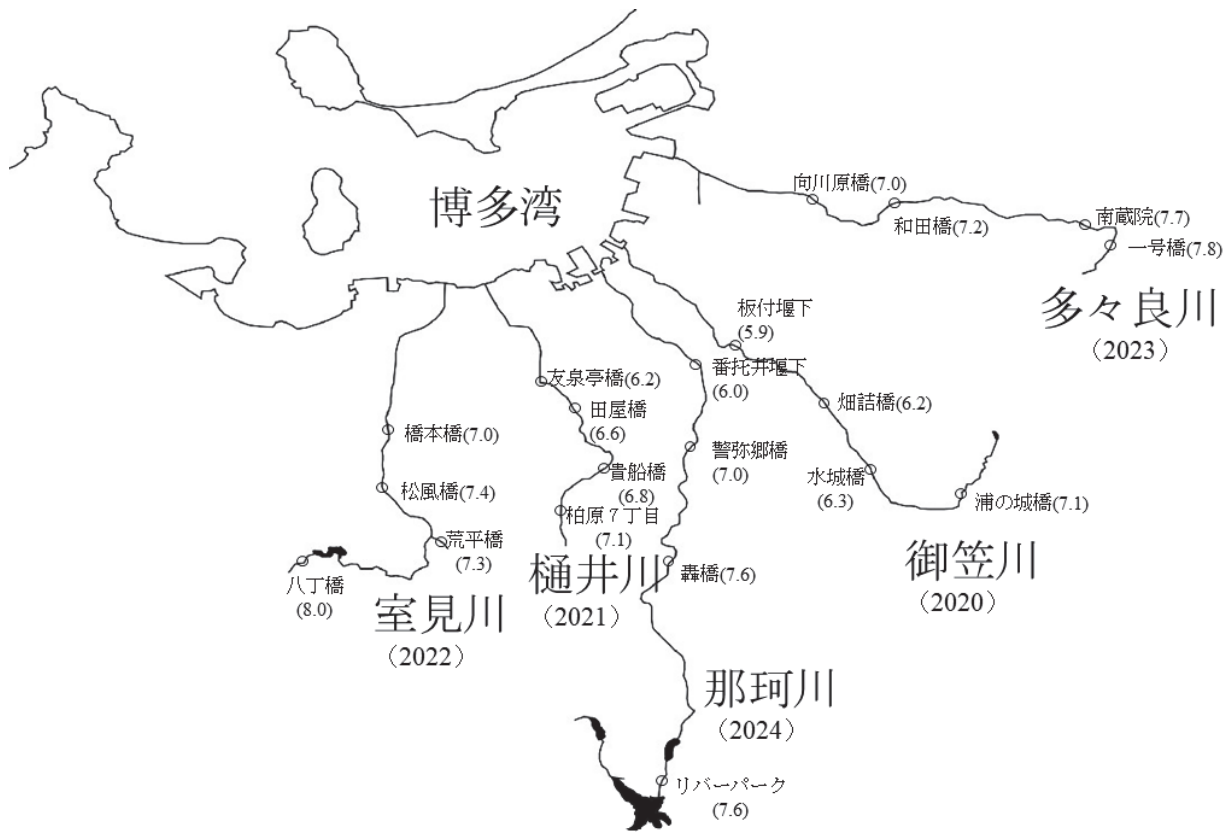 博多湾
向川原橋(7.0)
和田橋(7.2)
南蔵院(7.7)
一号橋(7.8)
多々良川
（2023）
板付堰下
(5.9)
畑詰橋(6.2)
水城橋
(6.3)
浦の城橋(7.1)
御笠川
（2020）
番托井堰下
(6.0)
警弥郷橋
(7.0)
轟橋(7.6)
那珂川
（2024）
リバーパーク
(7.6)
友泉亭橋(6.2)
田屋橋
(6.6)
貴船橋
(6.8)
柏原７丁目
(7.1)
樋井川
（2021）
橋本橋(7.0)
松風橋(7.4)
荒平橋
(7.3)
八丁橋
(8.0)
室見川
（2022）